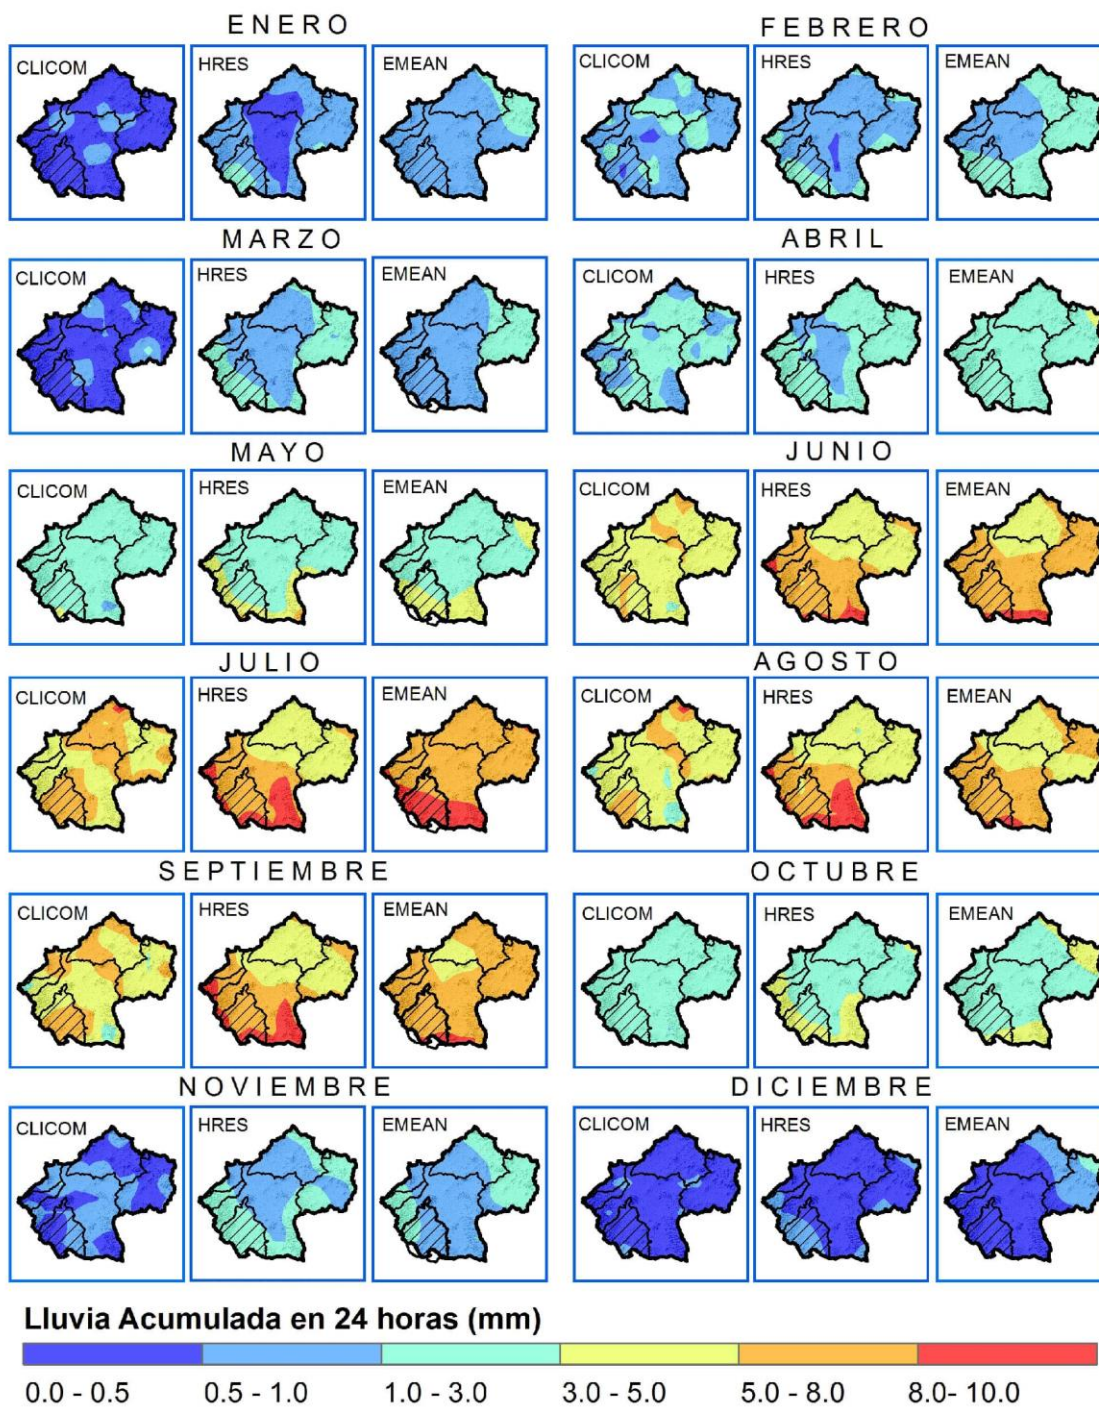 ENERO FEBRERO
CLICOM HRES EMEAN CLICOM HRES EMEAN
MARZO ABRIL
CLICOM HRES EMEAN CLICOM HRES EMEAN
MAYO JUNIO
CLICOM HRES EMEAN CLICOM HRES EMEAN
JULIO AGOSTO
CLICOM HRES EMEAN CLICOM HRES EMEAN
SEPTIEMBRE OCTUBRE
CLICOM HRES EMEAN CLICOM HRES EMEAN
NOVIEMBRE DICIEMBRE
CLICOM HRES EMEAN CLICOM HRES EMEAN
Lluvia Acumulada en 24 horas (mm)
0.0 - 0.5 0.5 - 1.0 1.0 - 3.0 3.0 - 5.0 5.0 - 8.0 8.0- 10.0